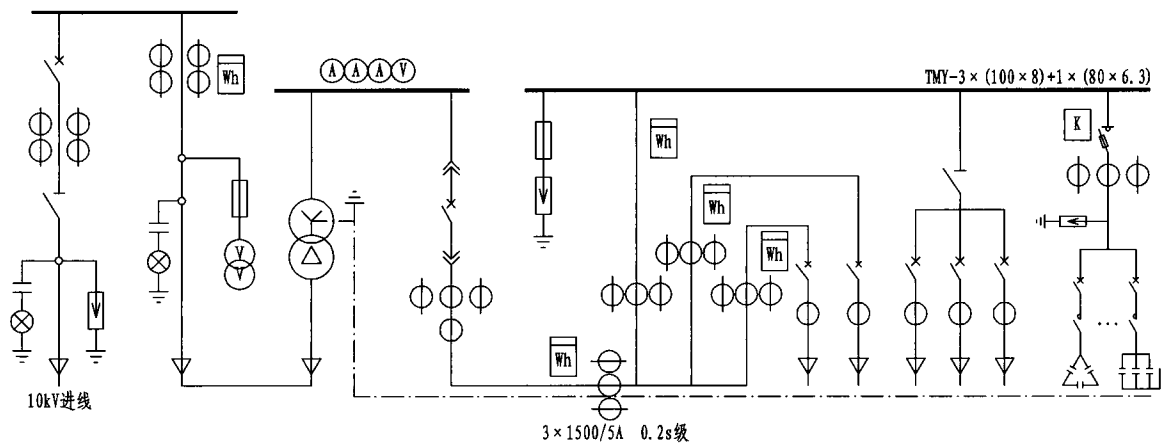 Wh
A A A V
TMY-3×(100×8)+1×(80×6.3)
K
Wh
Wh
Wh
V
V
Wh
10kV进线
3×1500/5A 0.2s级